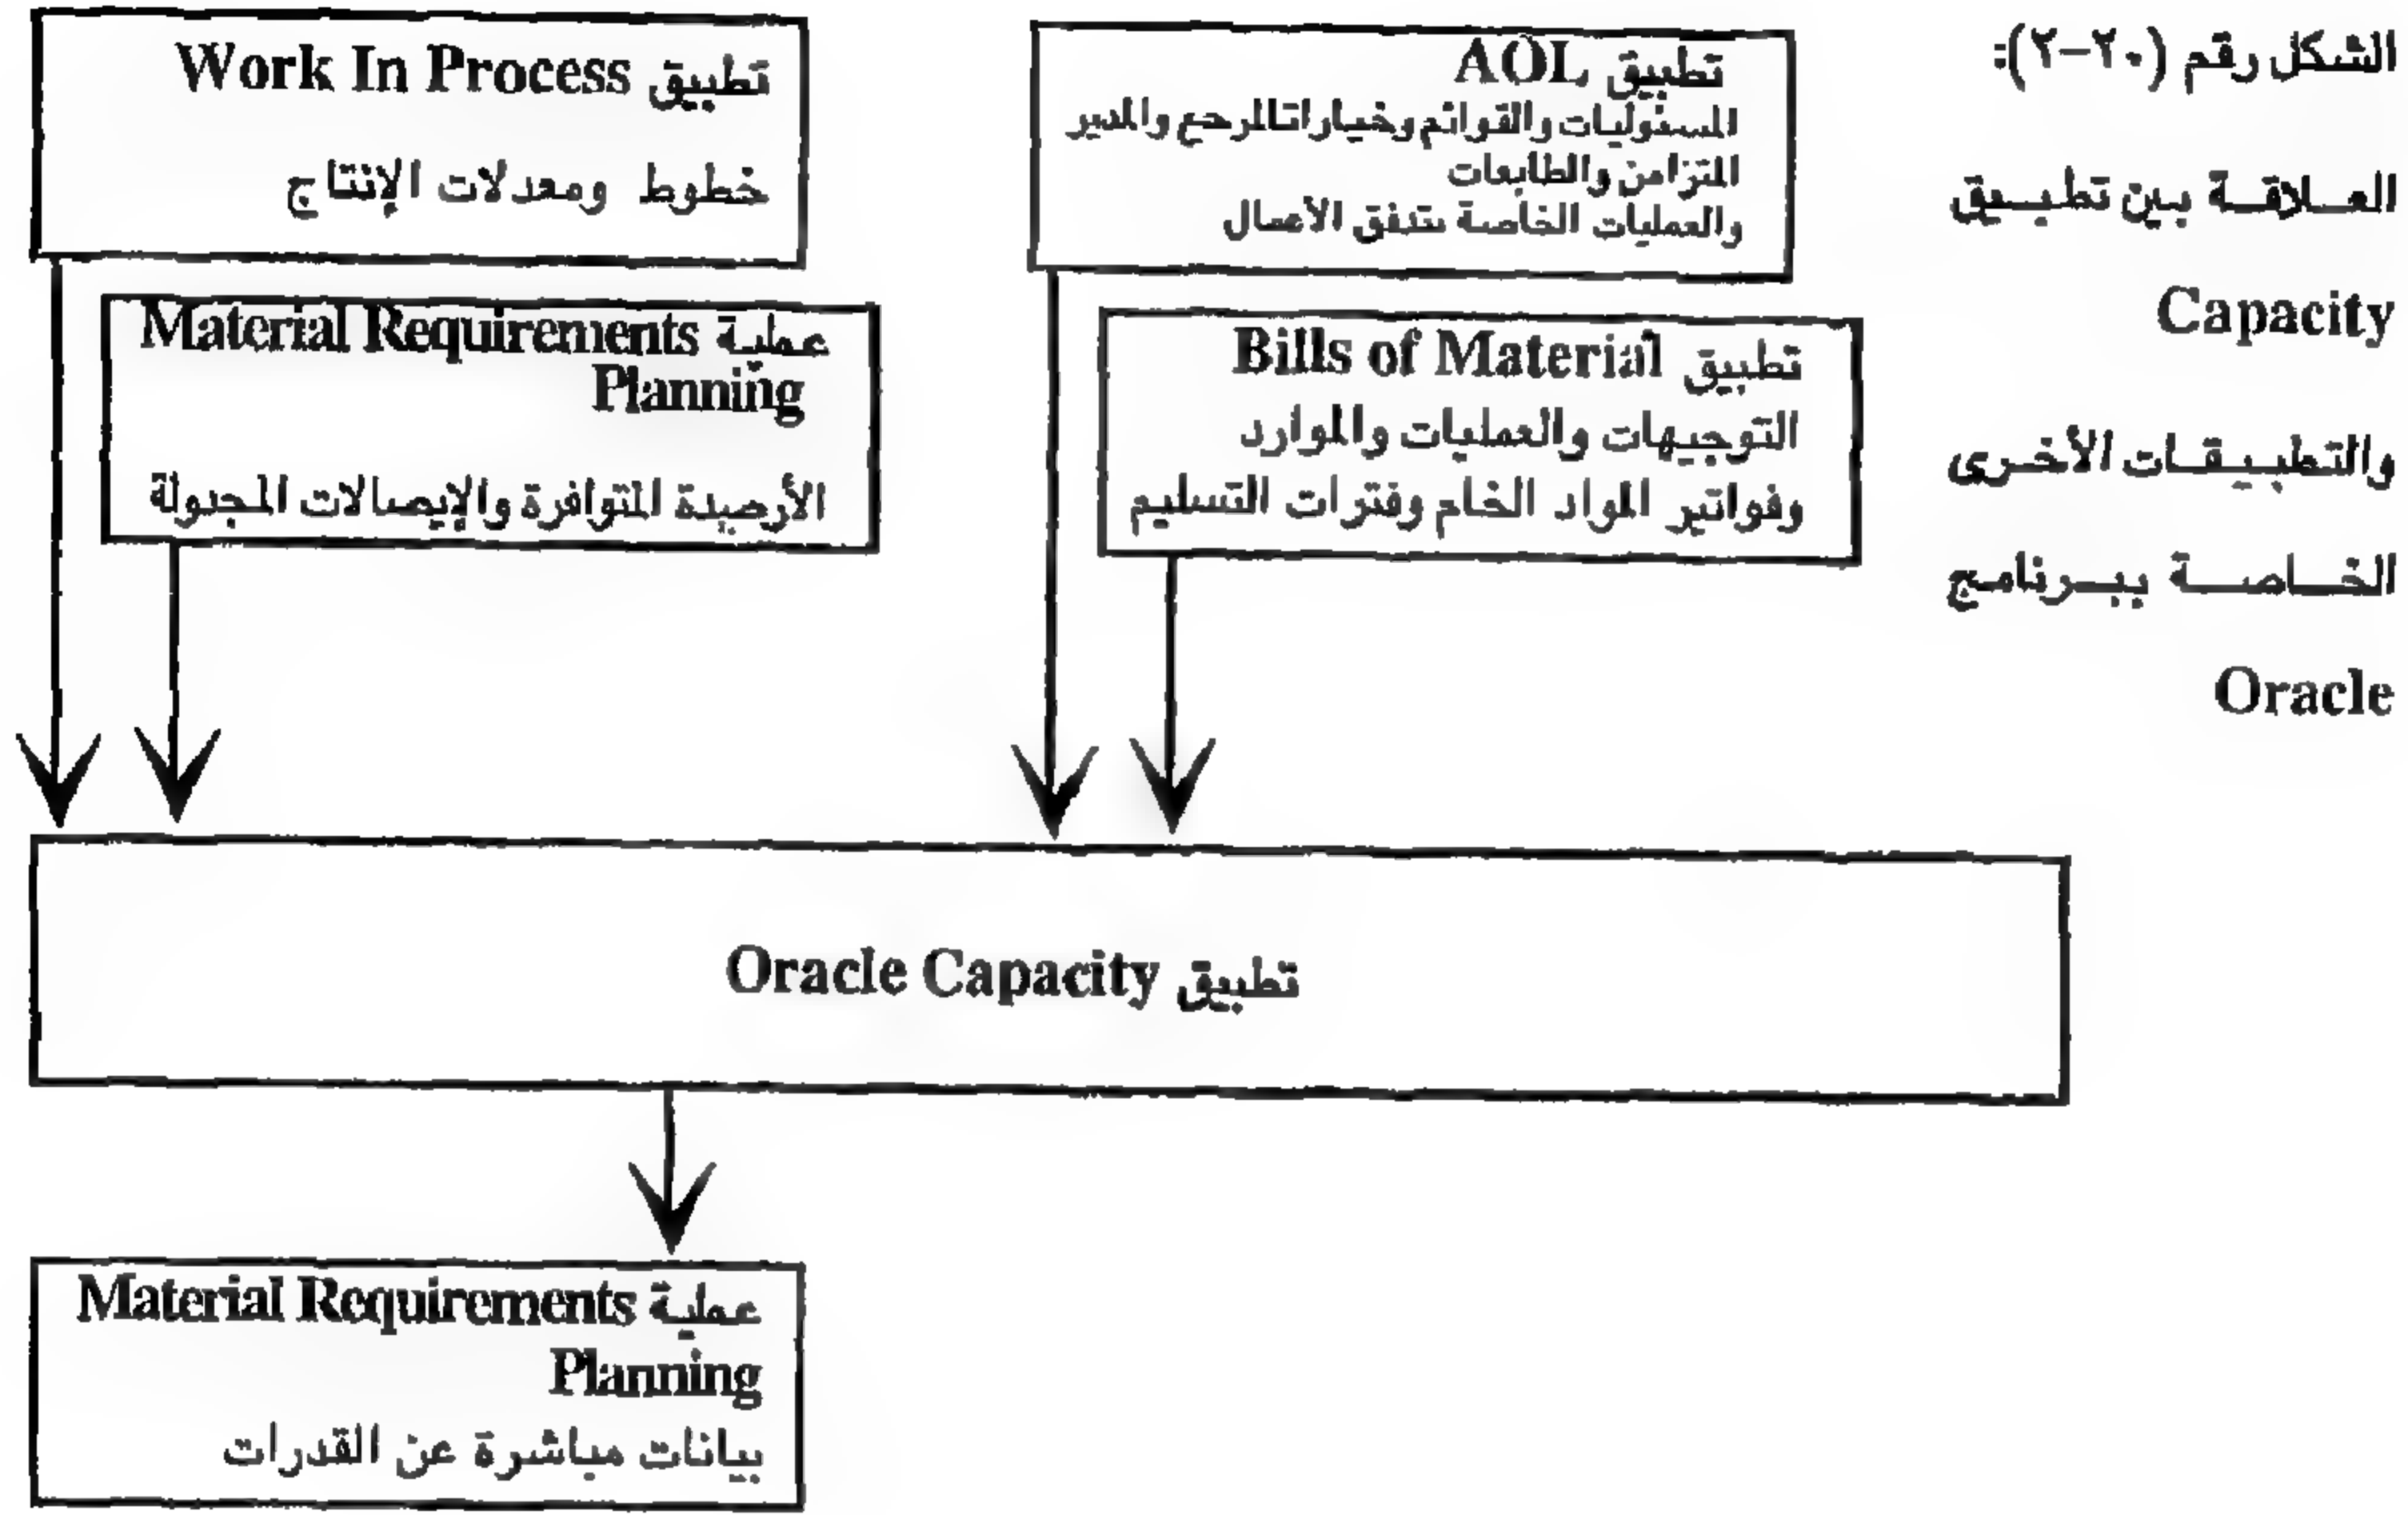 الشكل رقم (٢٠-٢):
العلاقة بين تطبيق
Capacity
والتطبيقات الأخرى
الخاصة ببرنامج
Oracle
تطبيق AOL
المسئوليات والقوائم وخياراتالمرجع والمدير
المتزامن والطابعات
والعمليات الخاصة بتدفق الأعمال
تطبيق Work In Process
خطوط ومعدلات الإنتاج
تطبيق Bills of Material
التوجيهات والعمليات والموارد
وفواتير المواد الخام وفترات التسليم
عملية Material Requirements
Planning
الأرصدة المتوافرة والإيصالات المجدولة
تطبيق Oracle Capacity
عملية Material Requirements
Planning
بيانات مباشرة عن القدرات